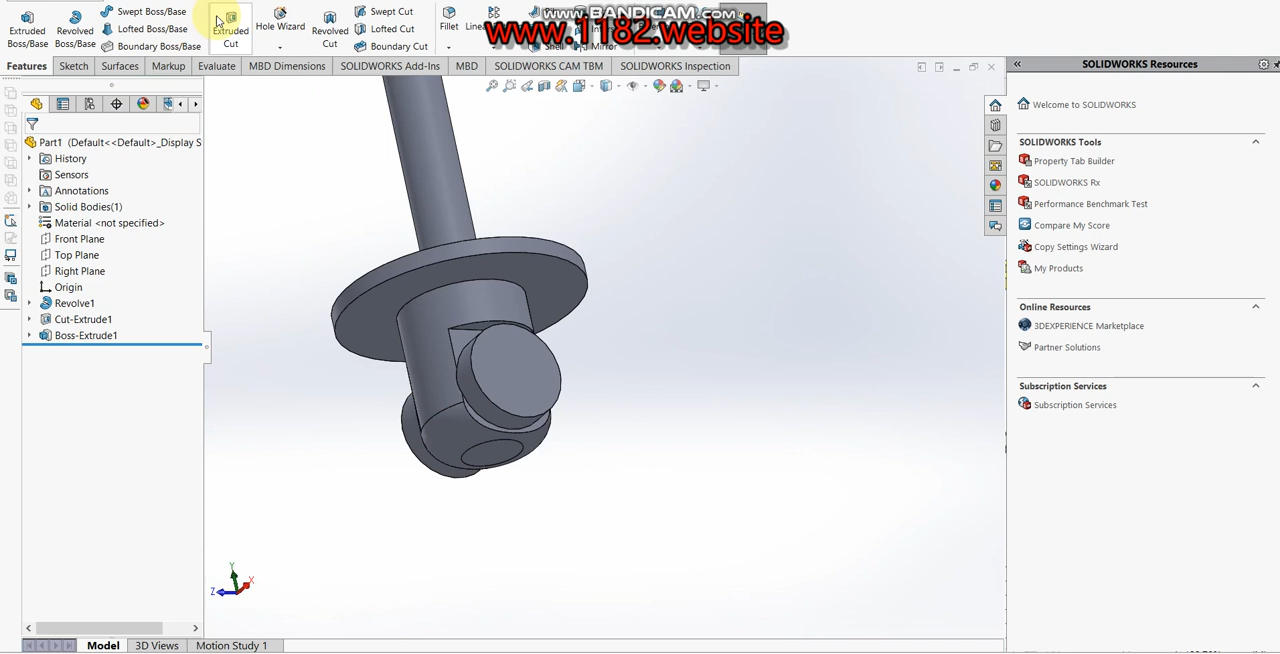 Extruded Boss/Base
Revolved Boss/Base
Swept Boss/Base
Lofted Boss/Base
Boundary Boss/Base
Extruded Cut
Hole Wizard
Revolved Cut
Swept Cut
Lofted Cut
Boundary Cut
Fillet
Shell
Mirror
www.BANDICAM.com
www.1182.website
Features
Sketch
Surfaces
Markup
Evaluate
MBD Dimensions
SOLIDWORKS Add-Ins
MBD
SOLIDWORKS CAM TBM
SOLIDWORKS Inspection
SOLIDWORKS Resources
Part1 (Default<<Default>_Display S
History
Sensors
Annotations
Solid Bodies(1)
Material <not specified>
Front Plane
Top Plane
Right Plane
Origin
Revolve1
Cut-Extrude1
Boss-Extrude1
Y
X
Z
Welcome to SOLIDWORKS
SOLIDWORKS Tools
Property Tab Builder
SOLIDWORKS Rx
Performance Benchmark Test
Compare My Score
Copy Settings Wizard
My Products
Online Resources
3DEXPERIENCE Marketplace
Partner Solutions
Subscription Services
Subscription Services
Model
3D Views
Motion Study 1